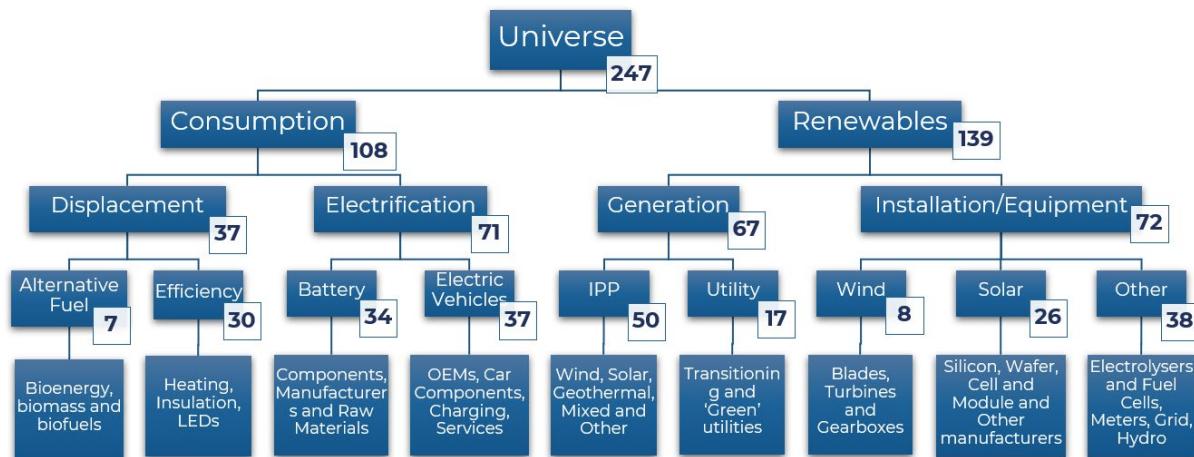 Universe
247
Consumption
108
Renewables
139
Displacement
37
Electrification
71
Generation
67
Installation/Equipment
72
Alternative
Fuel
7
Efficiency
30
Battery
34
Electric
Vehicles
37
IPP
50
Utility
17
Wind
8
Solar
26
Other
38
Bioenergy,
biomass and
biofuels
Heating,
Insulation,
LEDs
Components,
Manufacturer
s and Raw
Materials
OEMs, Car
Components,
Charging,
Services
Wind, Solar,
Geothermal,
Mixed and
Other
Transitionin
g and ‘Green’
utilities
Blades,
Turbines
and
Gearboxes
Silicon, Wafer,
Cell and
Module and
Other
manufacturers
Electrolysers
and Fuel
Cells,
Meters, Grid,
Hydro